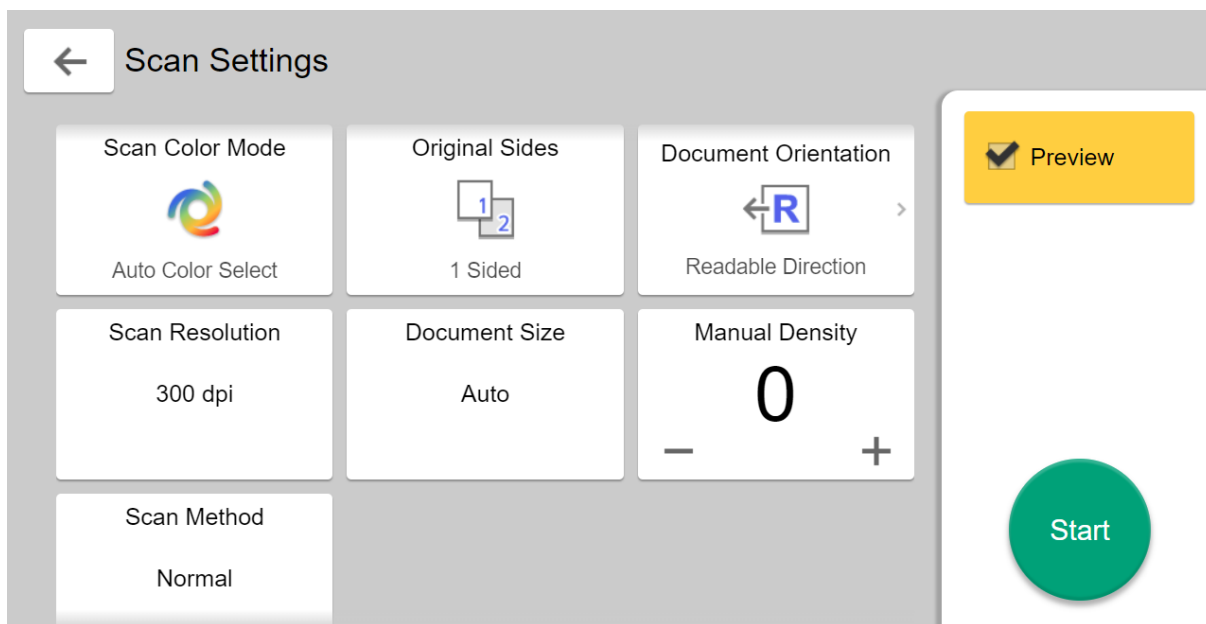 Scan Settings
Scan Color Mode
Auto Color Select
Original Sides
1
2
1 Sided
Document Orientation
R
Readable Direction
Preview
Scan Resolution
300 dpi
Document Size
Auto
Manual Density
0
− +
Scan Method
Normal
Start